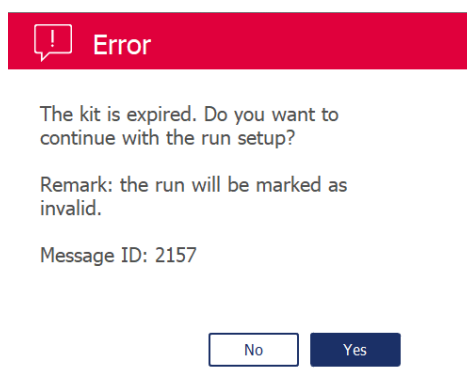 Error
The kit is expired. Do you want to
continue with the run setup?
Remark: the run will be marked as
invalid.
Message ID: 2157
No
Yes